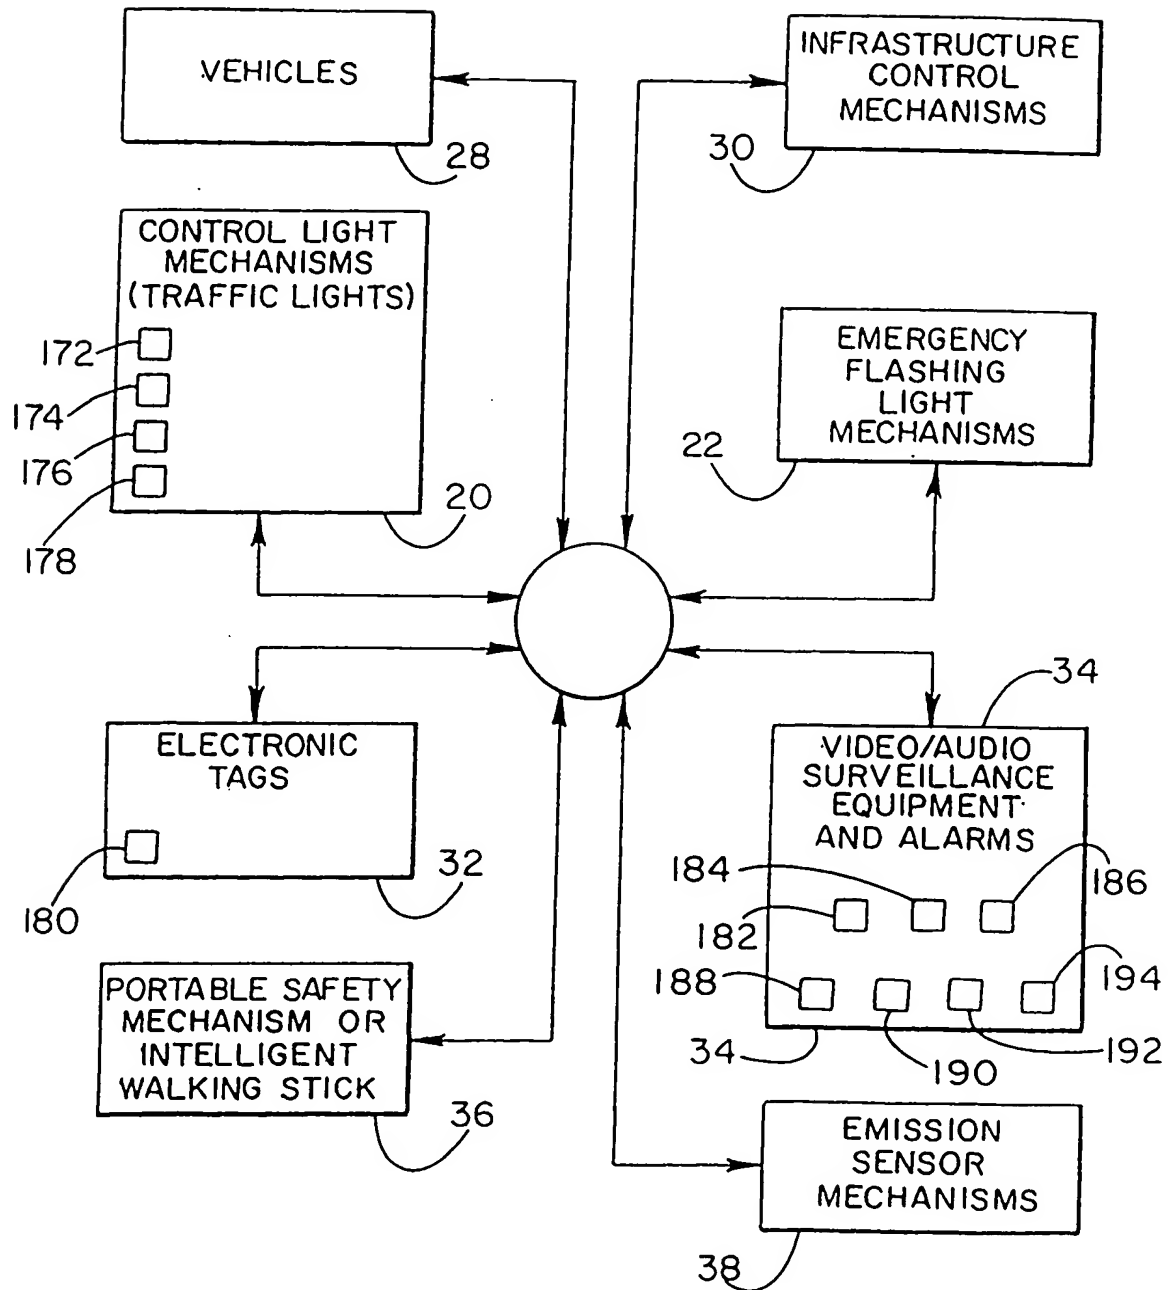 VEHICLES
28
INFRASTRUCTURE
CONTROL
MECHANISMS
30
CONTROL LIGHT
MECHANISMS
(TRAFFIC LIGHTS)
172
174
176
178
20
EMERGENCY
FLASHING
LIGHT
MECHANISMS
22
ELECTRONIC
TAGS
180
32
34
VIDEO/AUDIO
SURVEILLANCE
EQUIPMENT
AND ALARMS
184
186
182
188
194
34
190
192
PORTABLE SAFETY
MECHANISM OR
INTELLIGENT
WALKING STICK
36
EMISSION
SENSOR
MECHANISMS
38